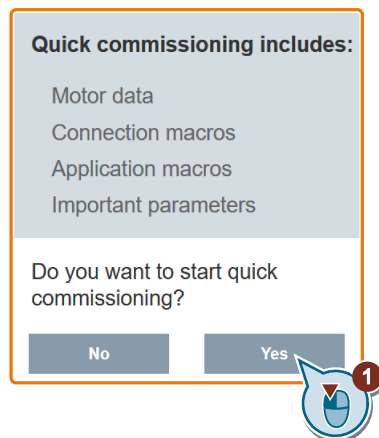 Quick commissioning includes:
Motor data
Connection macros
Application macros
Important parameters
Do you want to start quick
commissioning?
No
Yes
1